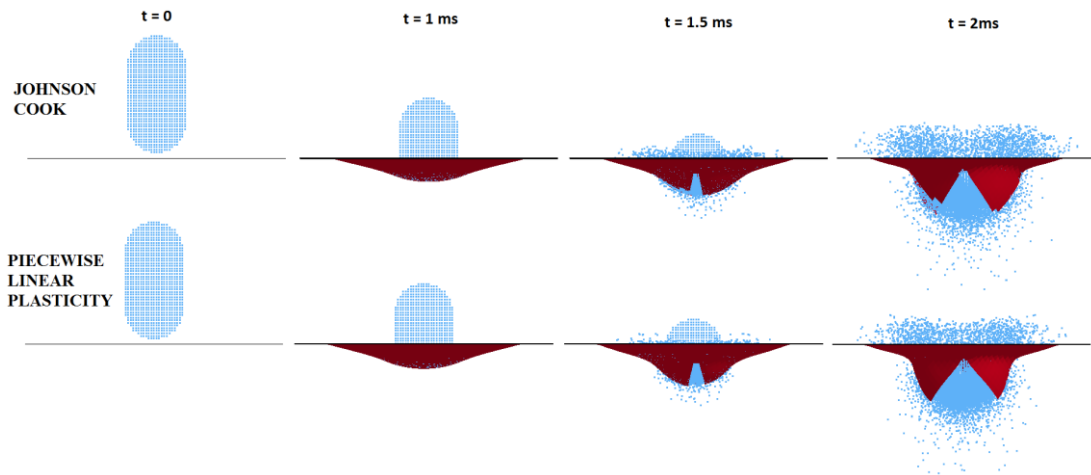 t = 0
t = 1 ms
t = 1.5 ms
t = 2ms
JOHNSON
COOK
PIECEWISE
LINEAR
PLASTICITY